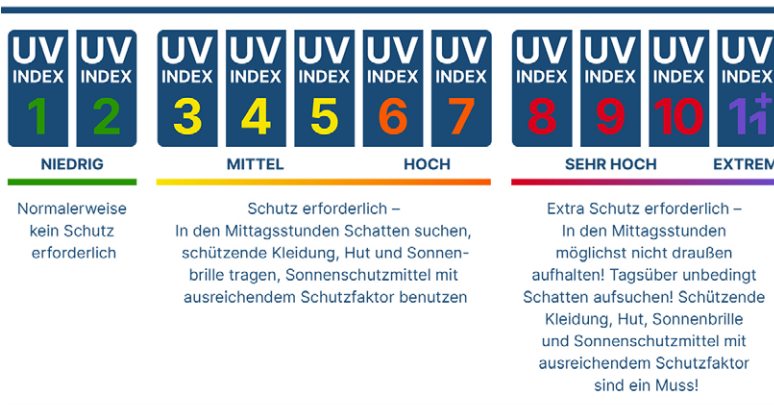 UV INDEX 1
UV INDEX 2
UV INDEX 3
UV INDEX 4
UV INDEX 5
UV INDEX 6
UV INDEX 7
UV INDEX 8
UV INDEX 9
UV INDEX 10
UV INDEX 11+
NIEDRIG
Normalerweise
kein Schutz
erforderlich
MITTEL
HOCH
Schutz erforderlich –
In den Mittagsstunden Schatten suchen,
schützende Kleidung, Hut und Sonnen-
brille tragen, Sonnenschutzmittel mit
ausreichendem Schutzfaktor benutzen
SEHR HOCH
EXTREM
Extra Schutz erforderlich –
In den Mittagsstunden
möglichst nicht draußen
aufhalten! Tagsüber unbedingt
Schatten aufsuchen! Schützende
Kleidung, Hut, Sonnenbrille
und Sonnenschutzmittel mit
ausreichendem Schutzfaktor
sind ein Muss!